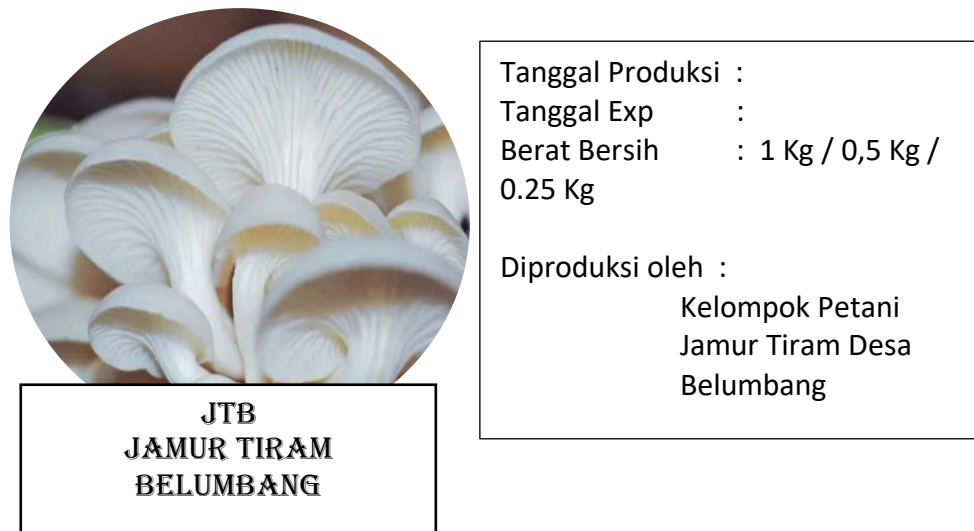 JTB
JAMUR TIRAM
BELUMBANG
Tanggal Produksi :
Tanggal Exp :
Berat Bersih : 1 Kg / 0,5 Kg /
0.25 Kg
Diproduksi oleh :
Kelompok Petani
Jamur Tiram Desa
Belumbang